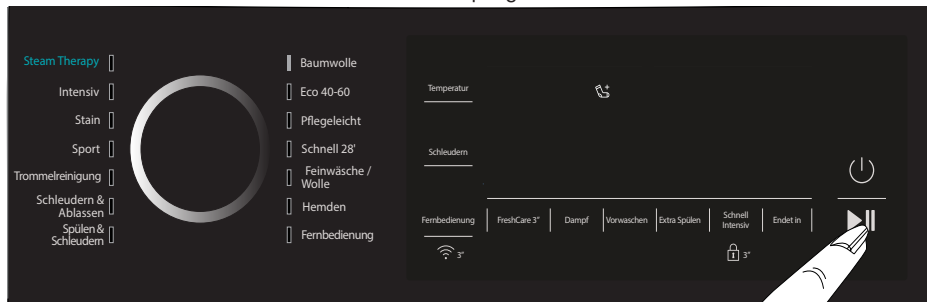 Steam Therapy
Intensiv
Stain
Sport
Trommelreinigung
Schleudern &
Ablassen
Spülen &
Schleudern
Baumwolle
Eco 40-60
Pflegeleicht
Schnell 28'
Feinwäsche /
Wolle
Hemden
Fernbedienung
Temperatur
Schleudern
Fernbedienung
FreshCare 3"
Dampf
Vorwaschen
Extra Spülen
Schnell
Intensiv
Endet in
3"
3"